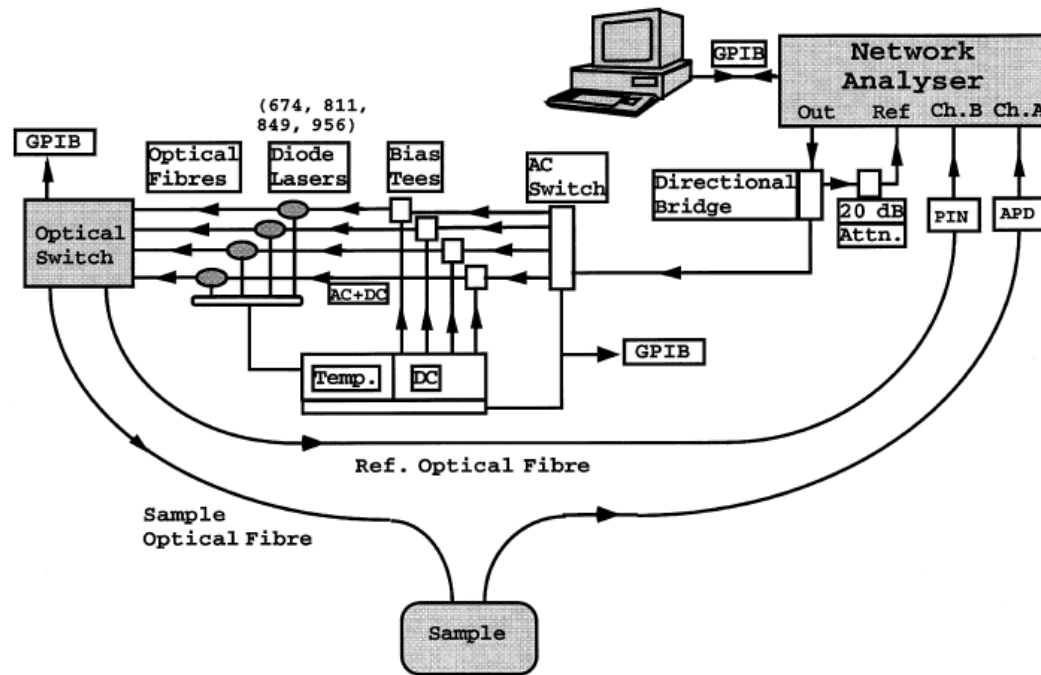 GPIB
Network
Analyser
Out Ref Ch.B Ch.A
(674, 811,
849, 956)
GPIB
Optical
Fibres
Diode
Lasers
Bias
Tees
AC
Switch
Directional
Bridge
20 dB
Attn.
PIN
APD
Optical
Switch
AC+DC
GPIB
Temp.
DC
Ref. Optical Fibre
Sample
Optical Fibre
Sample